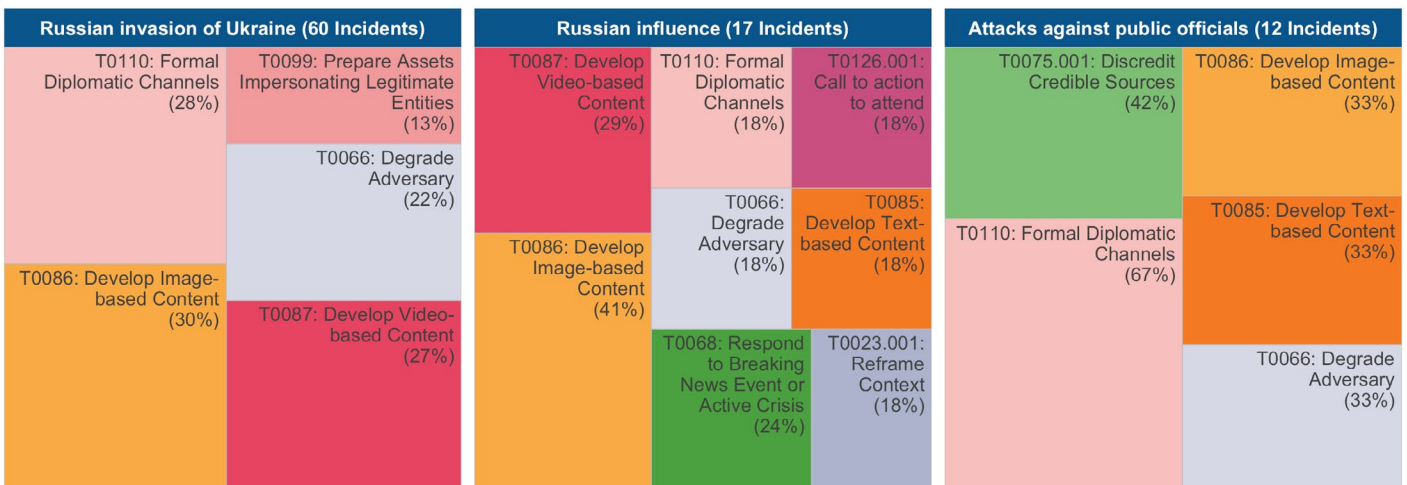 Russian invasion of Ukraine (60 Incidents)
T0110: Formal
Diplomatic Channels
(28%)
T0099: Prepare Assets
Impersonating Legitimate
Entities
(13%)
T0066: Degrade
Adversary
(22%)
T0086: Develop Image-
based Content
(30%)
T0087: Develop Video-
based Content
(27%)
Russian influence (17 Incidents)
T0087: Develop
Video-based
Content
(29%)
T0110: Formal
Diplomatic
Channels
(18%)
T0126.001:
Call to action
to attend
(18%)
T0066:
Degrade
Adversary
(18%)
T0085:
Develop Text-
based Content
(18%)
T0086: Develop
Image-based
Content
(41%)
T0068: Respond
to Breaking
News Event or
Active Crisis
(24%)
T0023.001:
Reframe
Context
(18%)
Attacks against public officials (12 Incidents)
T0075.001: Discredit
Credible Sources
(42%)
T0086: Develop Image-
based Content
(33%)
T0085: Develop Text-
based Content
(33%)
T0110: Formal Diplomatic
Channels
(67%)
T0066: Degrade
Adversary
(33%)